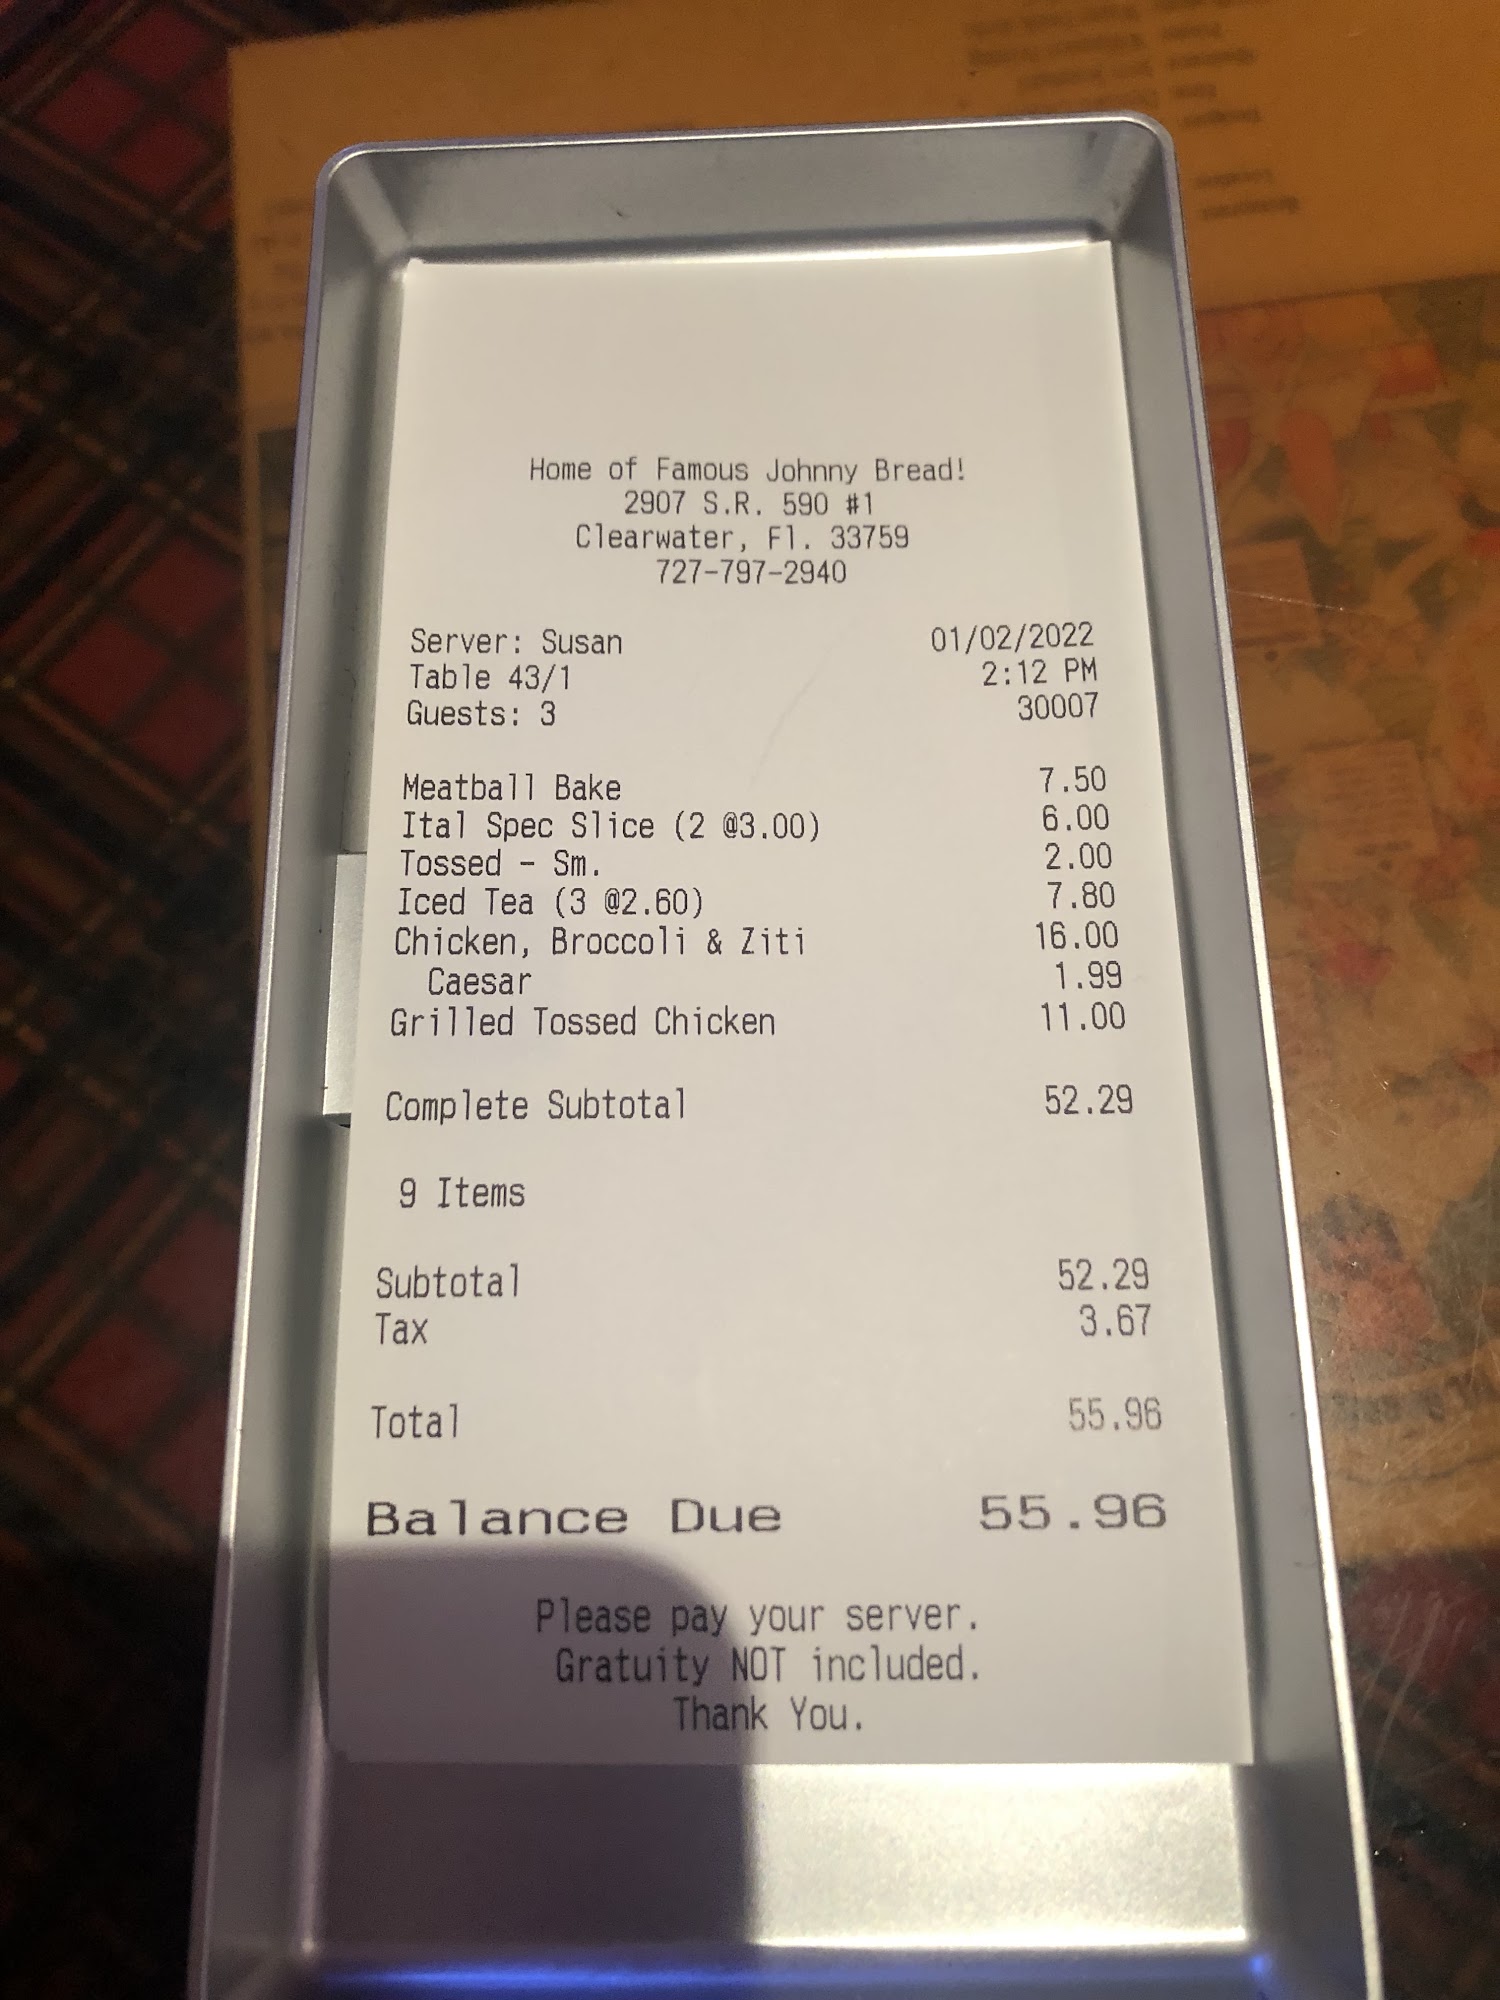 Home of Famous Johnny Bread!
2907 S.R. 590 #1
Clearwater, Fl. 33759
727-797-2940
Server: Susan 01/02/2022
Table 43/1 2:12 PM
Guests: 3 30007
Meatball Bake 7.50
Ital Spec Slice (2 @3.00) 6.00
Tossed - Sm. 2.00
Iced Tea (3 @2.60) 7.80
Chicken, Broccoli & Ziti 16.00
Caesar 1.99
Grilled Tossed Chicken 11.00
Complete Subtotal 52.29
9 Items
Subtotal 52.29
Tax 3.67
Total 55.96
Balance Due 55.96
Please pay your server.
Gratuity NOT included.
Thank You.